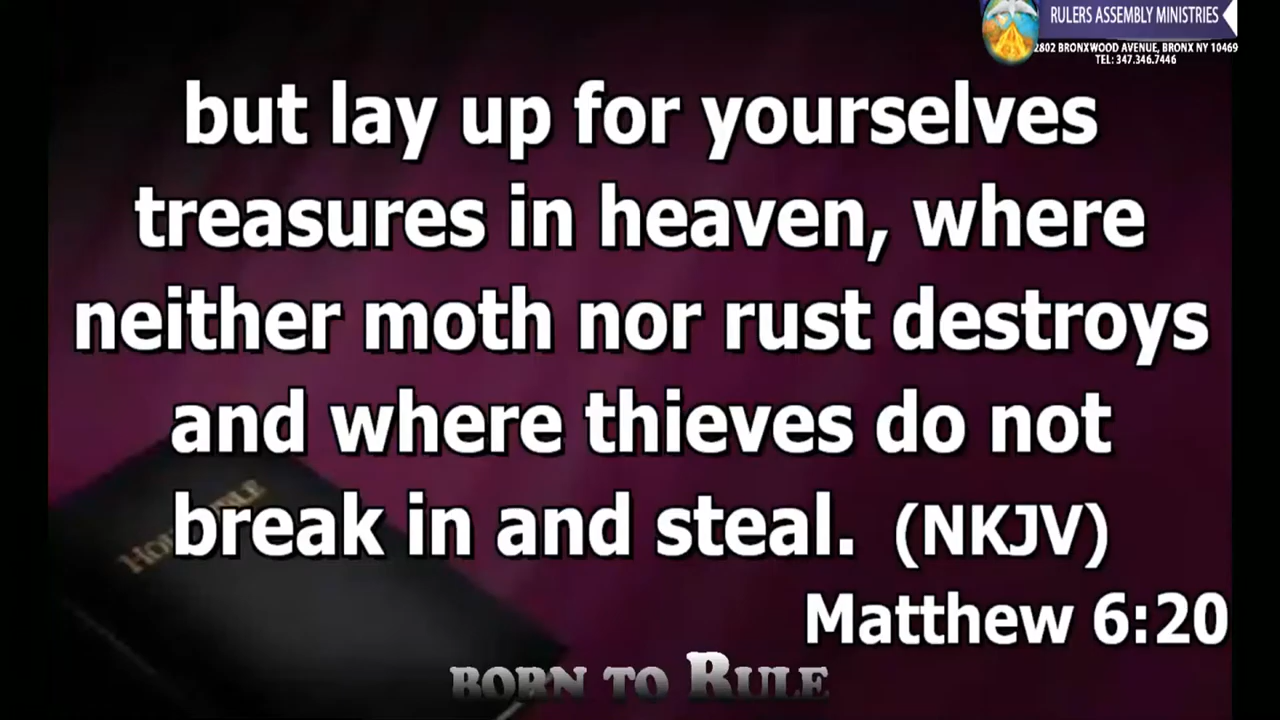 RULERS ASSEMBLY MINISTRIES
2802 BRONXWOOD AVENUE, BRONX NY 10469
TEL: 347.346.7446
but lay up for yourselves
treasures in heaven, where
neither moth nor rust destroys
and where thieves do not
break in and steal. (NKJV)
Matthew 6:20
HOLY BIBLE
BORN TO RULE